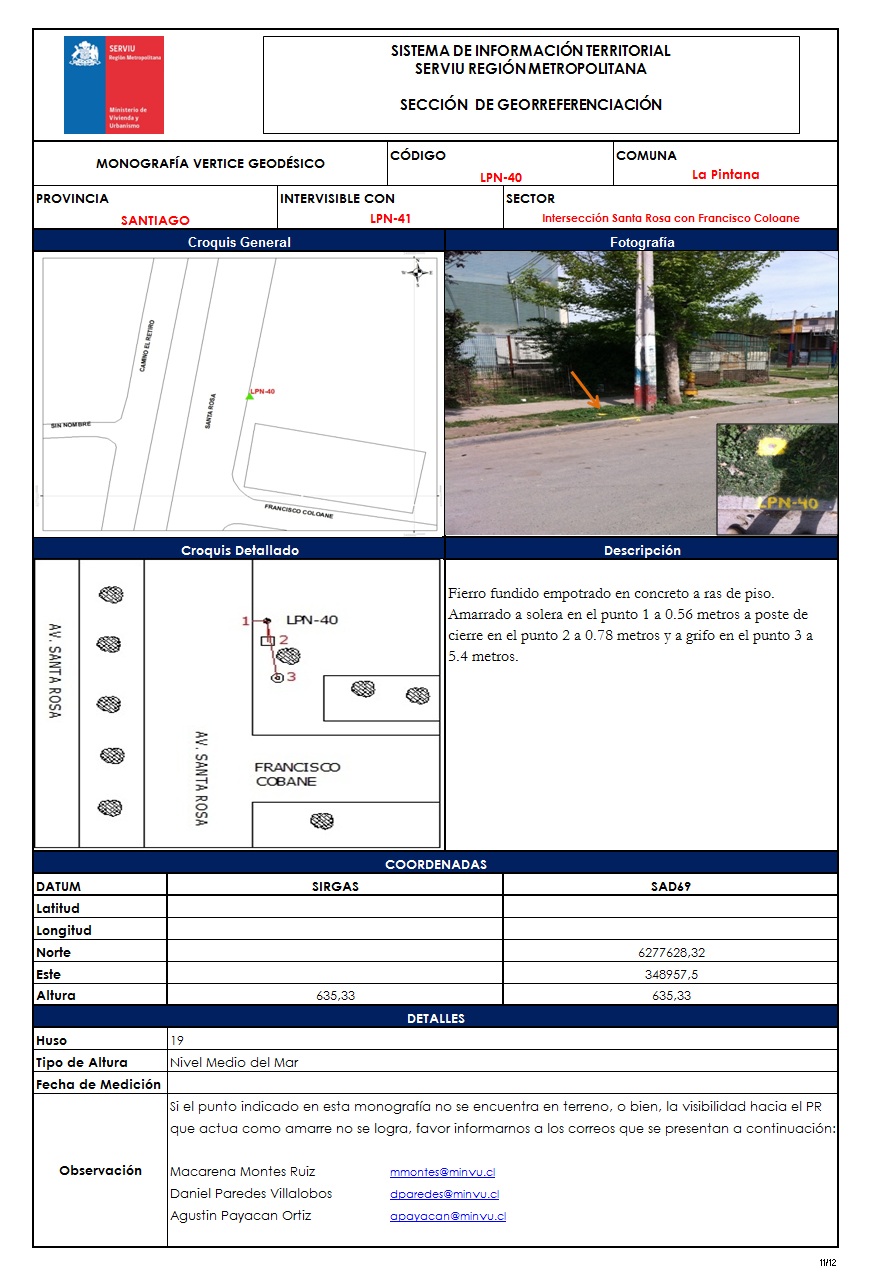 SERVIU
Región Metropolitana
Ministerio de
Vivienda y
Urbanismo
SISTEMA DE INFORMACIÓN TERRITORIAL
SERVIU REGIÓN METROPOLITANA
SECCIÓN DE GEORREFERENCIACIÓN
MONOGRAFÍA VERTICE GEODÉSICO
CÓDIGO
LPN-40
COMUNA
La Pintana
PROVINCIA
SANTIAGO
INTERVISIBLE CON
LPN-41
SECTOR
Intersección Santa Rosa con Francisco Coloane
Croquis General
Fotografía
N
W
E
S
CAMINO EL RETIRO
SANTA ROSA
LPN-40
SIN NOMBRE
FRANCISCO COLOANE
LPN-40
Croquis Detallado
Descripción
AV. SANTA ROSA
AV. SANTA ROSA
1
LPN-40
2
3
FRANCISCO
COBANE
Fierro fundido empotrado en concreto a ras de piso.
Amarrado a solera en el punto 1 a 0.56 metros a poste de
cierre en el punto 2 a 0.78 metros y a grifo en el punto 3 a
5.4 metros.
COORDENADAS
DATUM SIRGAS SAD69
Latitud
Longitud
Norte 6277628,32
Este 348957,5
Altura 635,33 635,33
DETALLES
Huso 19
Tipo de Altura Nivel Medio del Mar
Fecha de Medición
Observación
Si el punto indicado en esta monografía no se encuentra en terreno, o bien, la visibilidad hacia el PR
que actua como amarre no se logra, favor informarnos a los correos que se presentan a continuación:
Macarena Montes Ruiz mmontes@minvu.cl
Daniel Paredes Villalobos dparedes@minvu.cl
Agustin Payacan Ortiz apayacan@minvu.cl
11/12